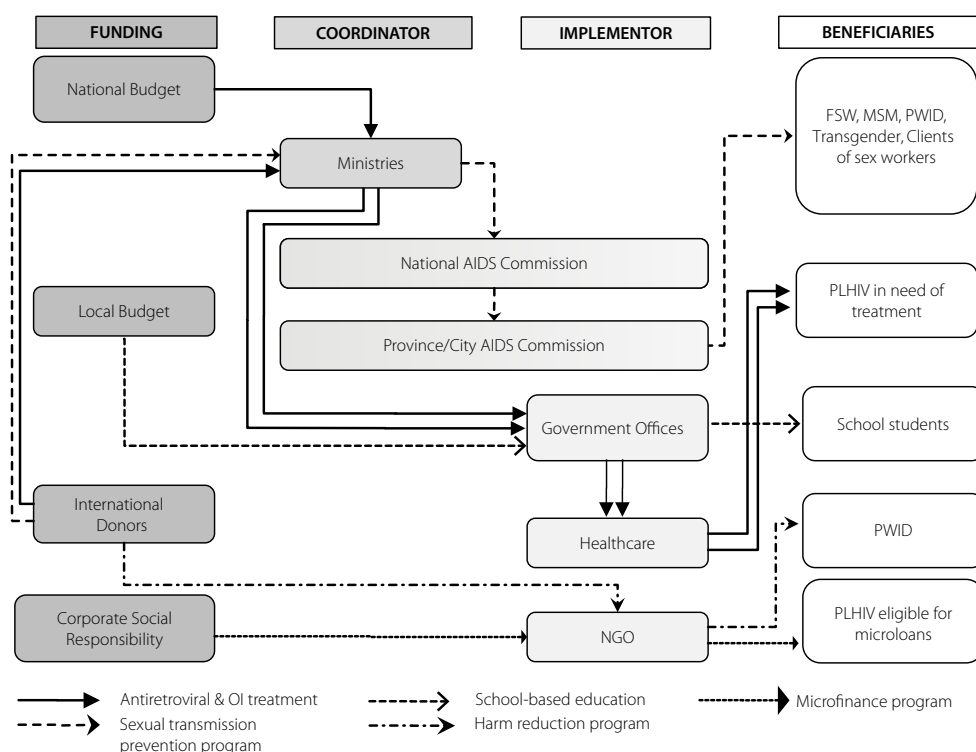 FUNDING
COORDINATOR
IMPLEMENTOR
BENEFICIARIES
National Budget
FSW, MSM, PWID,
Transgender, Clients
of sex workers
Ministries
National AIDS Commission
Local Budget
PLHIV in need of
treatment
Province/City AIDS Commission
Government Offices
School students
International
Donors
Healthcare
PWID
Corporate Social
Responsibility
NGO
PLHIV eligible for
microloans
Antiretroviral & OI treatment
School-based education
Microfinance program
Sexual transmission
prevention program
Harm reduction program